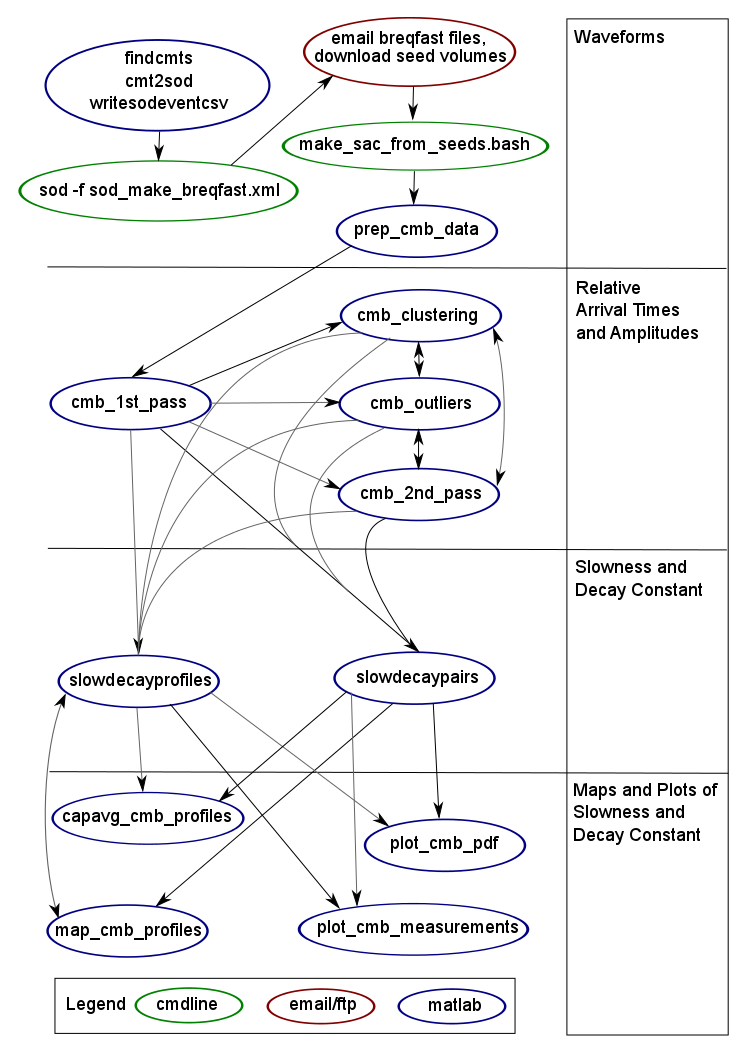 findcmts
cmt2sod
writesodeventcsv
email breqfast files,
download seed volumes
Waveforms
make_sac_from_seeds.bash
sod -f sod_make_breqfast.xml
prep_cmb_data
Relative
Arrival Times
and Amplitudes
cmb_clustering
cmb_1st_pass
cmb_outliers
cmb_2nd_pass
Slowness and
Decay Constant
slowdecayprofiles
slowdecaypairs
Maps and Plots of
Slowness and
Decay Constant
capavg_cmb_profiles
plot_cmb_pdf
map_cmb_profiles
plot_cmb_measurements
Legend
cmdline
email/ftp
matlab